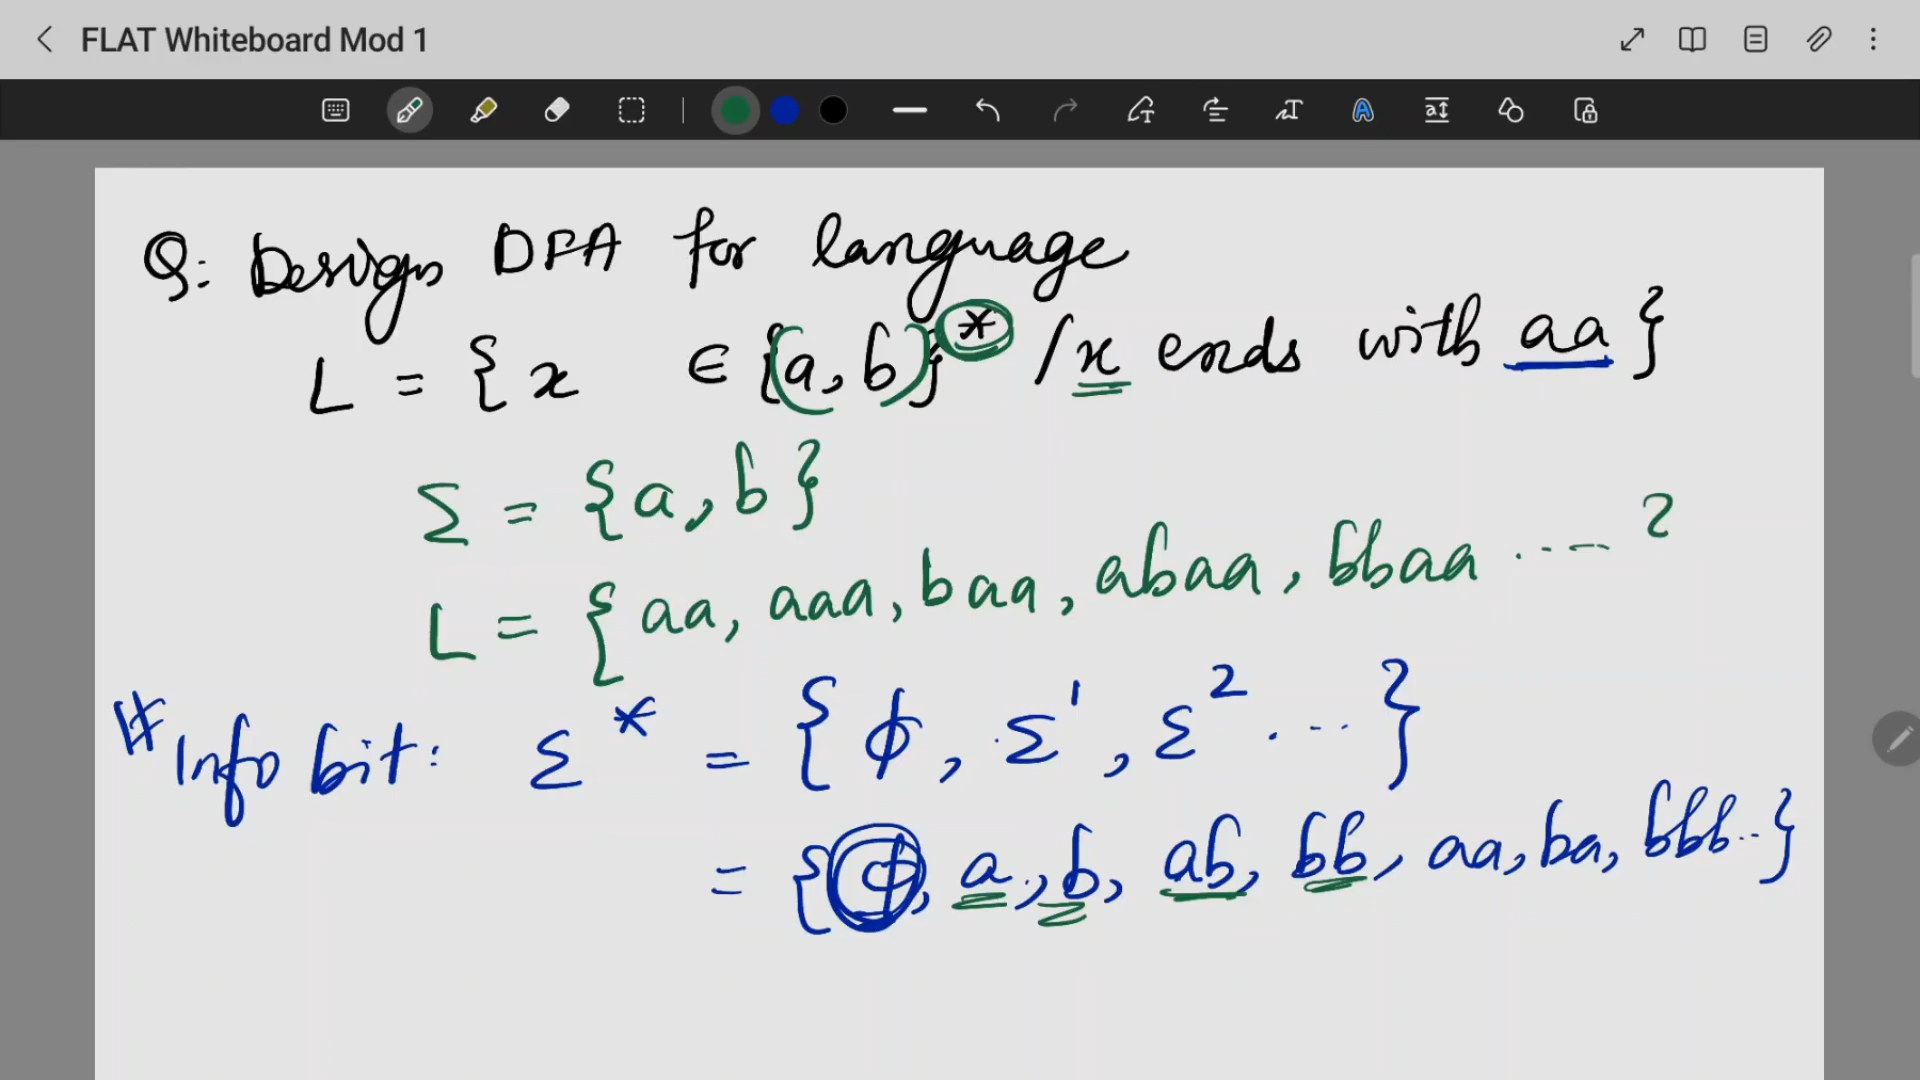 FLAT Whiteboard Mod 1
Q: Design DFA for language
L = { x ∈ {a, b}* / x ends with aa }
Σ = {a, b}
L = { aa, aaa, baa, abaa, bbaa ....}
# Info bit: Σ* = { ϕ, Σ¹, Σ² ... }
= { ϕ, a, b, ab, bb, aa, ba, bbb..}